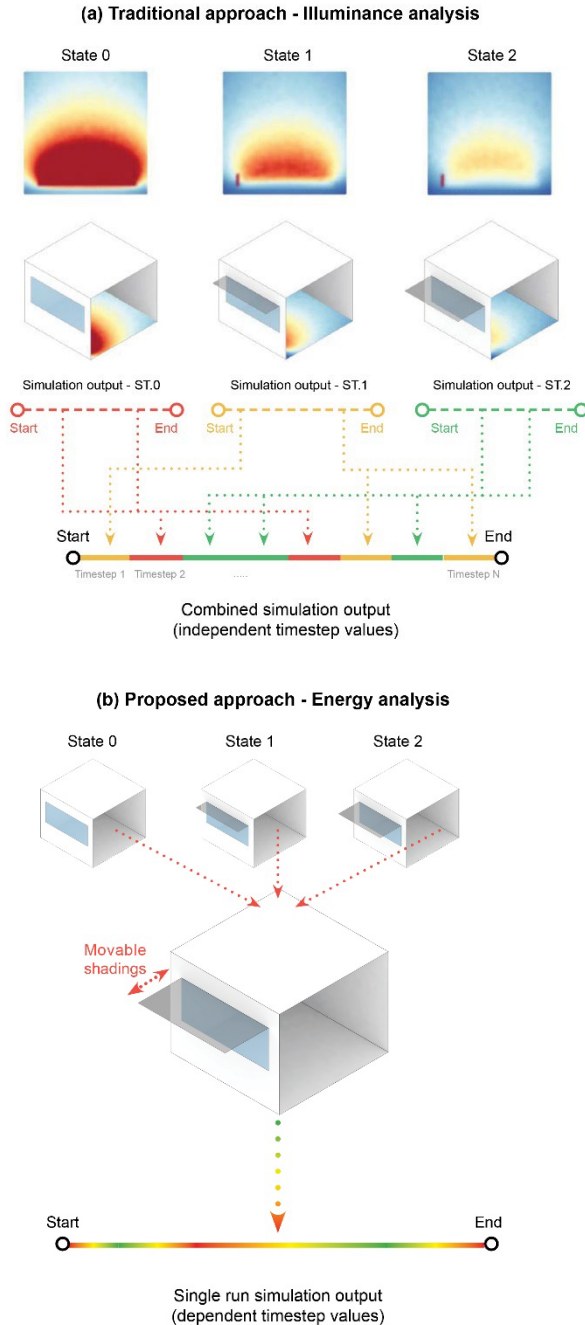 (a) Traditional approach - Illuminance analysis
State 0 State 1 State 2
Simulation output - ST.0 Simulation output - ST.1 Simulation output - ST.2
Start End Start End Start End
Start End
Timestep 1 Timestep 2 ..... Timestep N
Combined simulation output
(independent timestep values)
(b) Proposed approach - Energy analysis
State 0 State 1 State 2
Movable
shadings
Start End
Single run simulation output
(dependent timestep values)